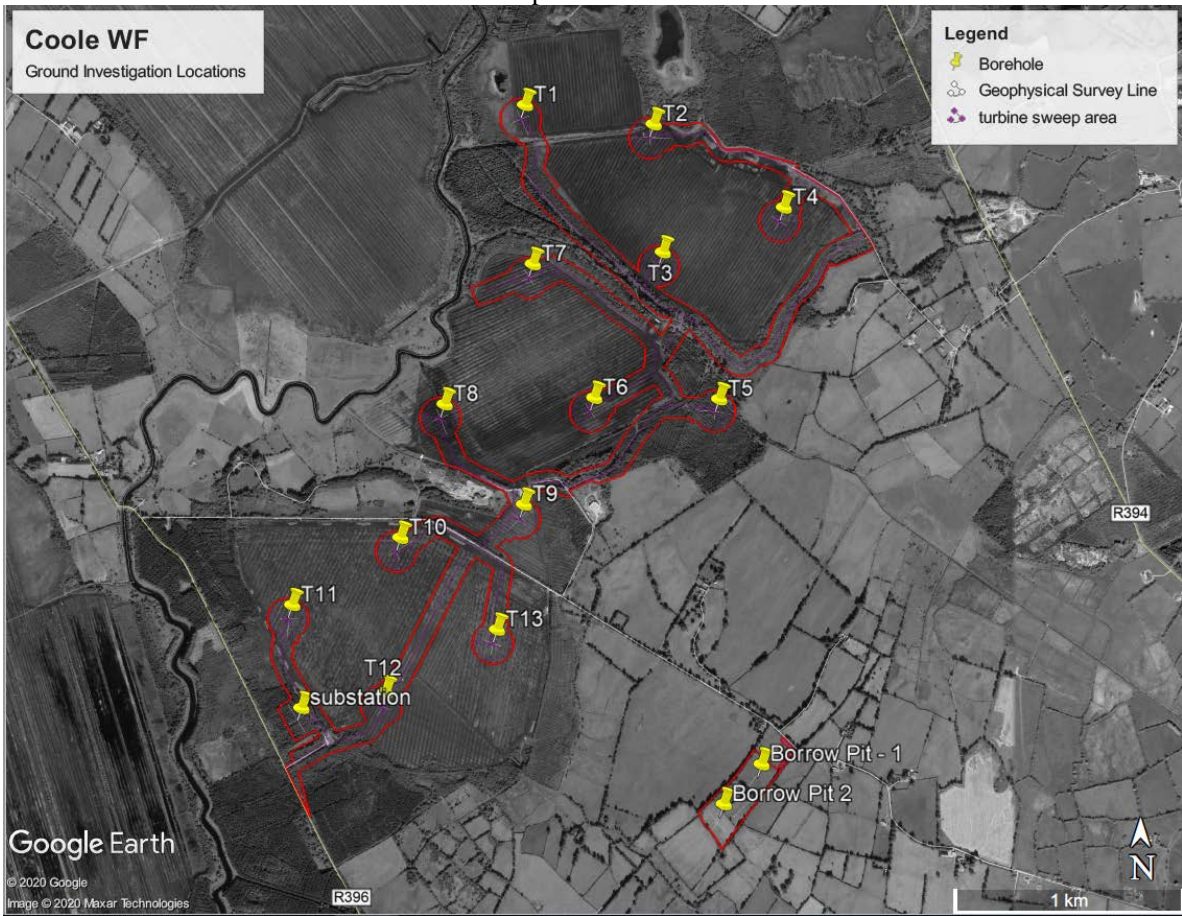 Coole WF
Ground Investigation Locations
Legend
Borehole
Geophysical Survey Line
turbine sweep area
T1
T2
T4
T3
T7
T6
T5
T8
T9
R394
T10
T11
T13
T12
substation
Borrow Pit - 1
Borrow Pit 2
Google Earth
N
© 2020 Google
Image © 2020 Maxar Technologies
R396
1 km